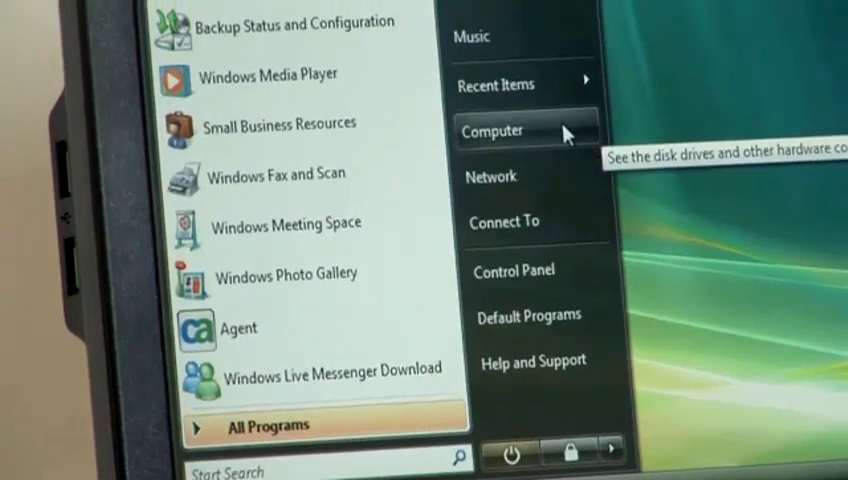 Backup Status and Configuration
Windows Media Player
Small Business Resources
Windows Fax and Scan
Windows Meeting Space
Windows Photo Gallery
ca Agent
Windows Live Messenger Download
All Programs
Start Search
Music
Recent Items
Computer
See the disk drives and other hardware co
Network
Connect To
Control Panel
Default Programs
Help and Support